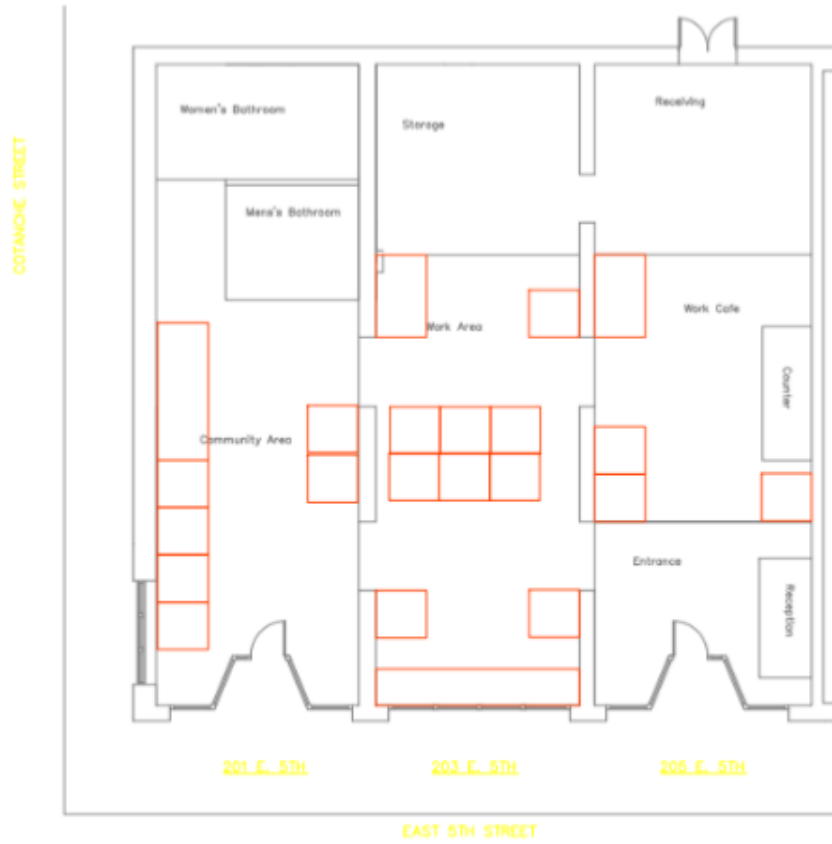 Women's Bathroom
Storage
Receiving
COTANCHE STREET
Mens's Bathroom
Work Area
Work Cafe
Counter
Community Area
Entrance
Reception
201 E. 5TH
203 E. 5TH
205 E. 5TH
EAST 5TH STREET